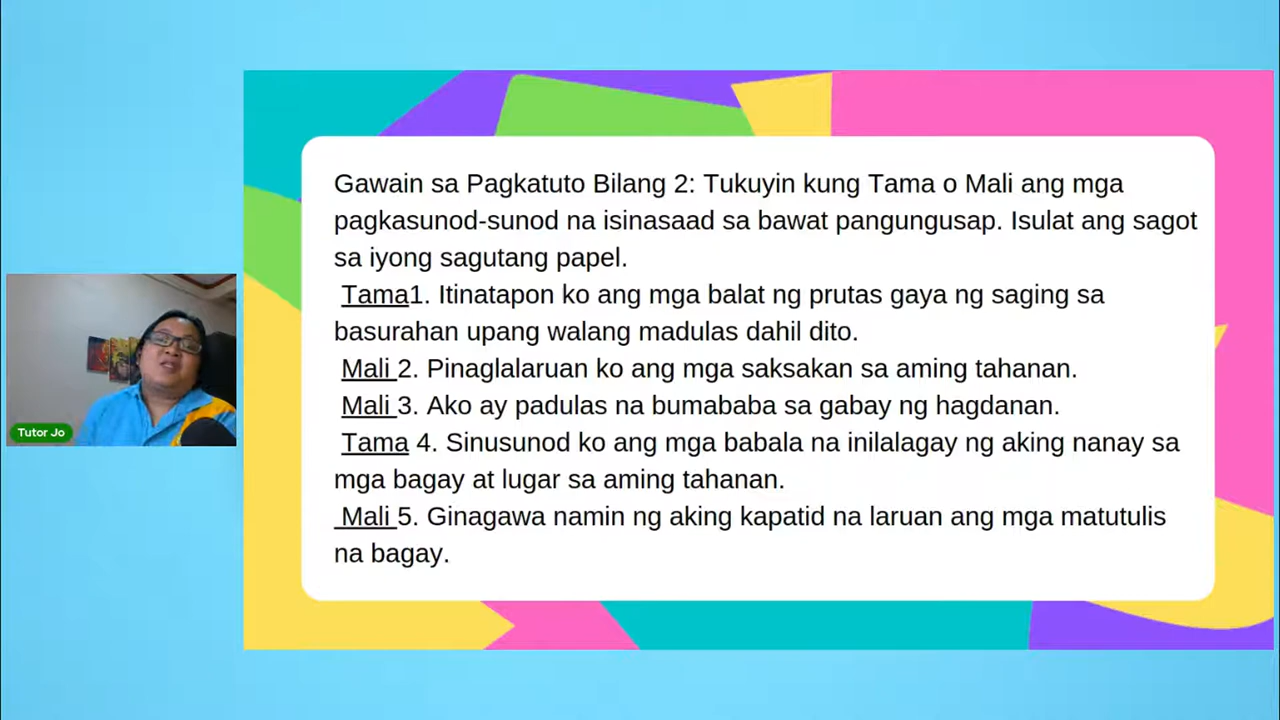 Gawain sa Pagkatuto Bilang 2: Tukuyin kung Tama o Mali ang mga
pagkasunod-sunod na isinasaad sa bawat pangungusap. Isulat ang sagot
sa iyong sagutang papel.
Tama1. Itinatapon ko ang mga balat ng prutas gaya ng saging sa
basurahan upang walang madulas dahil dito.
Mali 2. Pinaglalaruan ko ang mga saksakan sa aming tahanan.
Mali 3. Ako ay padulas na bumababa sa gabay ng hagdanan.
Tama 4. Sinusunod ko ang mga babala na inilalagay ng aking nanay sa
mga bagay at lugar sa aming tahanan.
Mali 5. Ginagawa namin ng aking kapatid na laruan ang mga matutulis
na bagay.
Tutor Jo